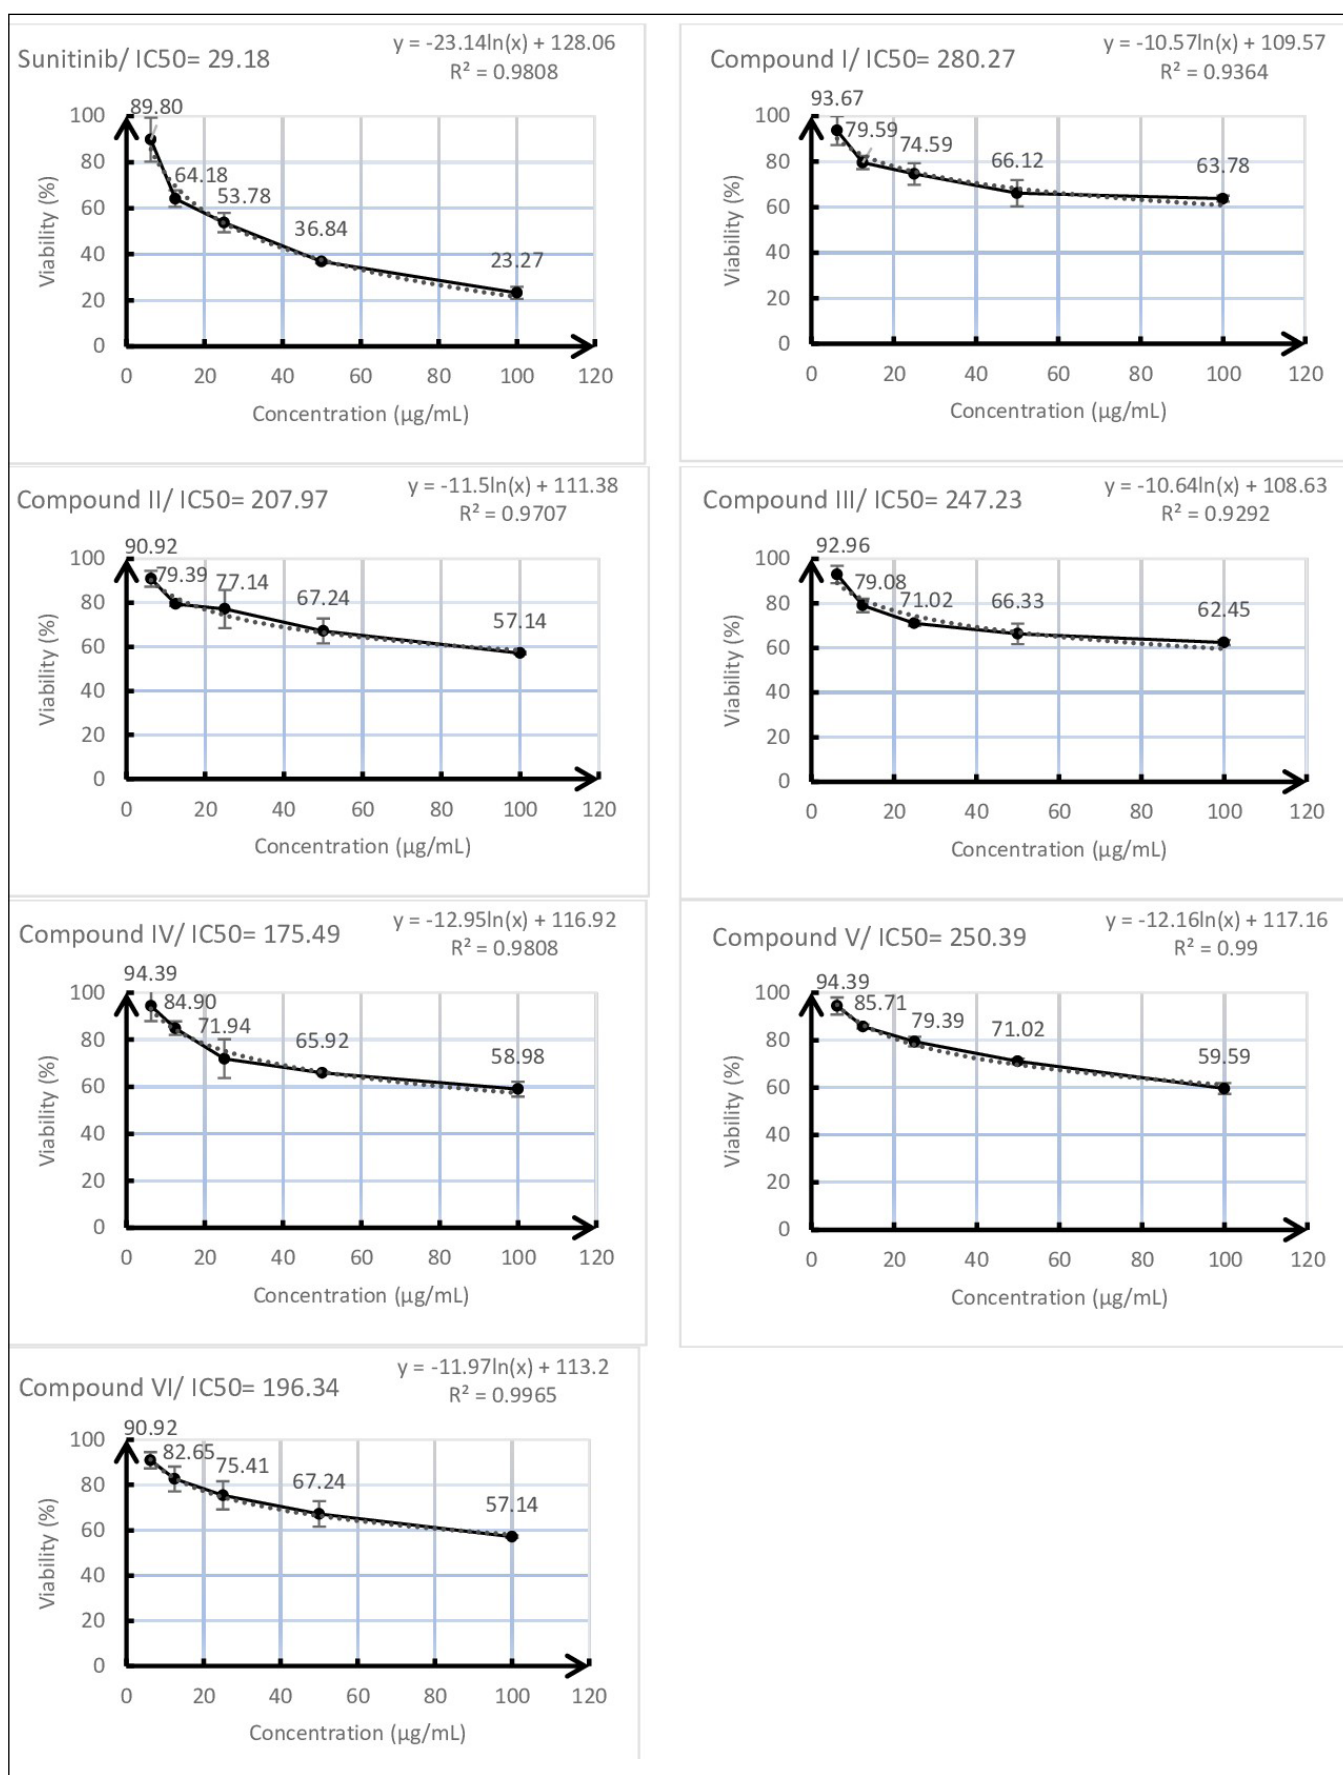 Sunitinib/ IC50= 29.18
y = -23.14ln(x) + 128.06
R² = 0.9808
89.80
64.18
53.78
36.84
23.27
100
80
60
40
20
0
Viability (%)
0 20 40 60 80 100 120
Concentration (µg/mL)
Compound I/ IC50= 280.27
y = -10.57ln(x) + 109.57
R² = 0.9364
93.67
79.59
74.59
66.12
63.78
100
80
60
40
20
0
Viability (%)
0 20 40 60 80 100 120
Concentration (µg/mL)
Compound II/ IC50= 207.97
y = -11.5ln(x) + 111.38
R² = 0.9707
90.92
79.39
77.14
67.24
57.14
100
80
60
40
20
0
Viability (%)
0 20 40 60 80 100 120
Concentration (µg/mL)
Compound III/ IC50= 247.23
y = -10.64ln(x) + 108.63
R² = 0.9292
92.96
79.08
71.02
66.33
62.45
100
80
60
40
20
0
Viability (%)
0 20 40 60 80 100 120
Concentration (µg/mL)
Compound IV/ IC50= 175.49
y = -12.95ln(x) + 116.92
R² = 0.9808
94.39
84.90
71.94
65.92
58.98
100
80
60
40
20
0
Viability (%)
0 20 40 60 80 100 120
Concentration (µg/mL)
Compound V/ IC50= 250.39
y = -12.16ln(x) + 117.16
R² = 0.99
94.39
85.71
79.39
71.02
59.59
100
80
60
40
20
0
Viability (%)
0 20 40 60 80 100 120
Concentration (µg/mL)
Compound VI/ IC50= 196.34
y = -11.97ln(x) + 113.2
R² = 0.9965
90.92
82.65
75.41
67.24
57.14
100
80
60
40
20
0
Viability (%)
0 20 40 60 80 100 120
Concentration (µg/mL)